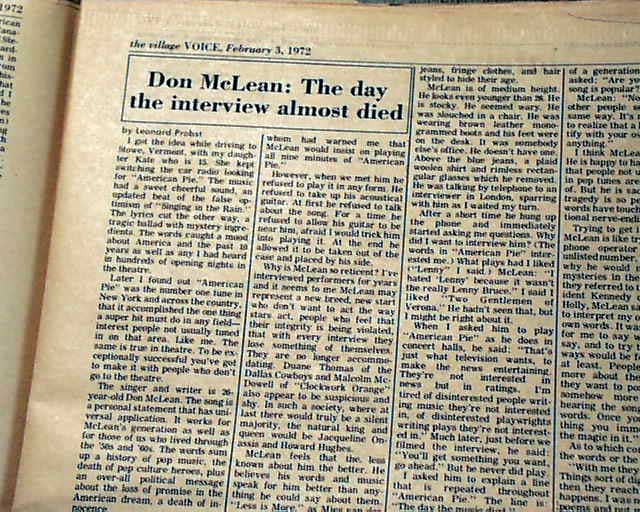 1972
the village VOICE, February 3, 1972
Don McLean: The day
the interview almost died
by Leonard Probst
I got the idea while driving to
Stowe, Vermont, with my daugh-
ter Kate who is 15. She kept
switching the car radio looking
for "American Pie." The music
had a sweet cheerful sound, an
updated beat of the false op-
timism of "Singing in the Rain."
The lyrics cut the other way, a
tragic ballad with mystery ingre-
dients. The words caught a mood
about America and the past 10
years as well as any I had heard
in hundreds of opening nights in
the theatre.
Later I found out "American
Pie" was the number one tune in
New York and across the country,
that it accomplished the one thing
a super hit must do in any field—
interest people not usually tuned
in on that area. Like me. The
same is true in theatre. To be ex-
ceptionally successful you've got
to make it with people who don't
go to the theatre.
The singer and writer is 26-
year-old Don McLean. The song is
a personal statement that has uni-
versal application. It works for
McLean's generation as well as
for those of us who lived through
the '50s and '60s. The words sum
up a history of pop music, the
death of pop culture heroes, plus
an over-all political message
about the loss of promise in the
American dream, a death of in-
nocence
whom had warned me that
McLean would insist on playing
all nine minutes of "American
Pie."
However, when we met him he
refused to play it in any form. He
refused to take up his acoustical
guitar. At first he refused to talk
about the song. For a time he
refused to allow his guitar to be
near him, afraid I would trick him
into playing it. At the end he
allowed it to be taken out of the
case and placed by his side.
Why is McLean so reticent? I've
interviewed performers for years
and it seems to me McLean may
represent a new breed, new start
who don't want to act the way
stars act, people who feel that
their integrity is being violated,
that with every interview they
lose something of themselves.
They are no longer accommo-
dating. Duane Thomas of the
Dallas Cowboys and Malcolm Mc-
Dowell of "Clockwork Orange"
also appear to be suspicious and
shy. In such a society, where at
last there would truly be a silent
majority, the natural king and
queen would be Jacqueline On-
assis and Howard Hughes.
McLean feels that the less
known about him the better. He
believes his words and music
speak for him better than any-
thing he could say about them.
"Less is More," as Mies van der
jeans, fringe clothes, and hair
styled to hide their age.
McLean is of medium height.
He looks even younger than 26. He
is stocky. He seemed wary. He
was slouched in a chair. He was
wearing brown leather mono-
grammed boots and his feet were
on the desk. It was somebody
else's office. He doesn't have one.
Above the blue jeans, a plaid
woolen shirt and rimless rectan-
gular glasses which he removed.
He was talking by telephone to an
interviewer in London, sparring
with him as I waited my turn.
After a short time he hung up
the phone and immediately
started asking me questions. Why
did I want to interview him? (The
words in "American Pie" inter-
ested me.) What plays had I liked
("Lenny" I said.) McLean: "I
hated 'Lenny' because it wasn't
the really Lenny Bruce." I said I
liked "Two Gentlemen of
Verona." He hadn't seen that, but
I might be right about it.
When I asked him to play
"American Pie" as he does in
concert halls, he said: "That's
just what television wants, to
make the news entertaining.
They're not interested in
news but in ratings. I'm
tired of disinterested people writ-
ing music they're not interested
in, of disinterested playwrights
writing plays they're not interest-
ed in." Much later, just before we
filmed the interview, he said:
"You'll get something you want,
go ahead." But he never did play.
I asked him to explain a line
that is repeated throughout
"American Pie." The line is:
"The day the music died."
of a generation
asked: "Are yo
song is popular?
McLean: "I
other people
same way. It's
to realize that
tify with your
anything."
I think McLe
He is happy
that people not
in pop tunes
of. But he is
tragedy is so
words have
tional nerve-en
Trying to get
McLean is like
phone operator
unlisted number
why he would
mysteries in the
they referred to
ident Kennedy
Holly, McLean
to interpret my
own words. It w
for me to say w
say, and to try
ways would be
at least. People
more about
they want to
somehow more
hearing the
words. Once yo
thing you imm
the magic in it."
As to which
the words or the
"With me the
Things sort of
then they reach
happens. I wa
poems and put